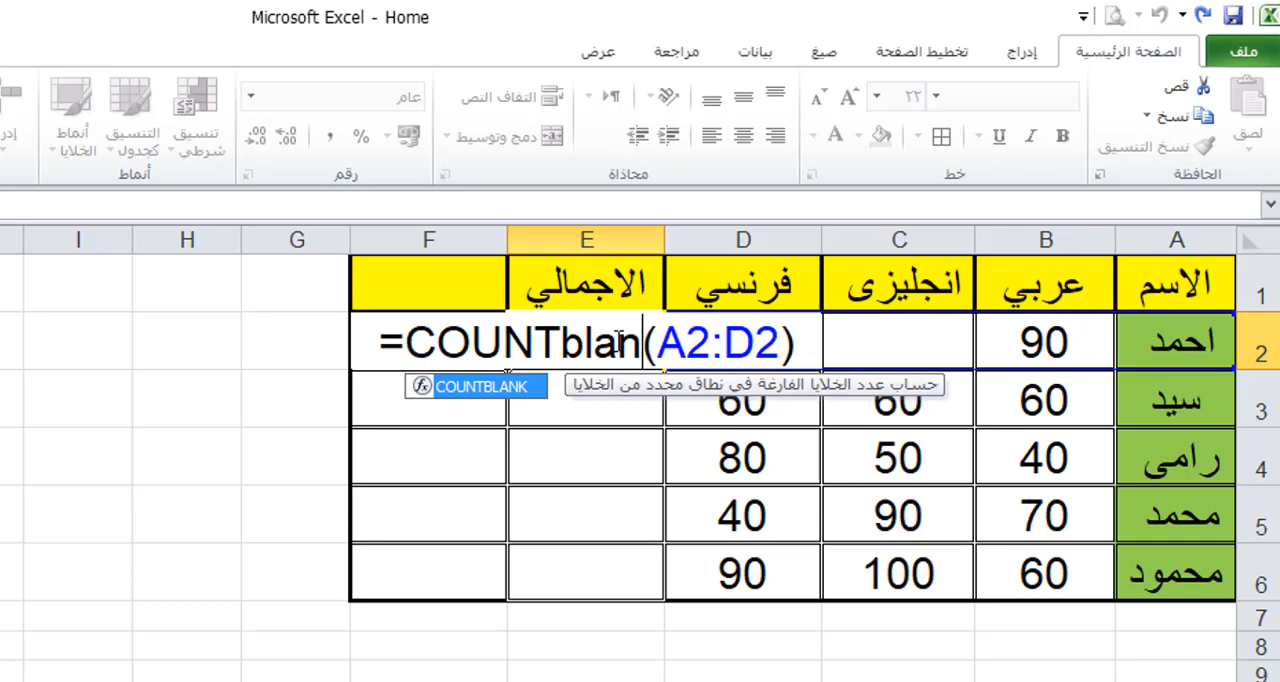 Microsoft Excel - Home
ملف الصفحة الرئيسية إدراج تخطيط الصفحة صيغ بيانات مراجعة عرض
لصق
قص
نسخ
نسخ التنسيق
الحافظة
٢٢
B I U A
خط
التفاف النص
دمج وتوسيط
محاذاة
عام
%
رقم
تنسيق شرطي
التنسيق كجدول
أنماط الخلايا
أنماط
A B C D E F G H I
1 الاسم عربي انجليزى فرنسي الاجمالي
2 احمد 90 =COUNTblan(A2:D2)
COUNTBLANK حساب عدد الخلايا الفارغة في نطاق محدد من الخلايا
3 سيد 60 60 60
4 رامى 40 50 80
5 محمد 70 90 40
6 محمود 60 100 90
7
8
9